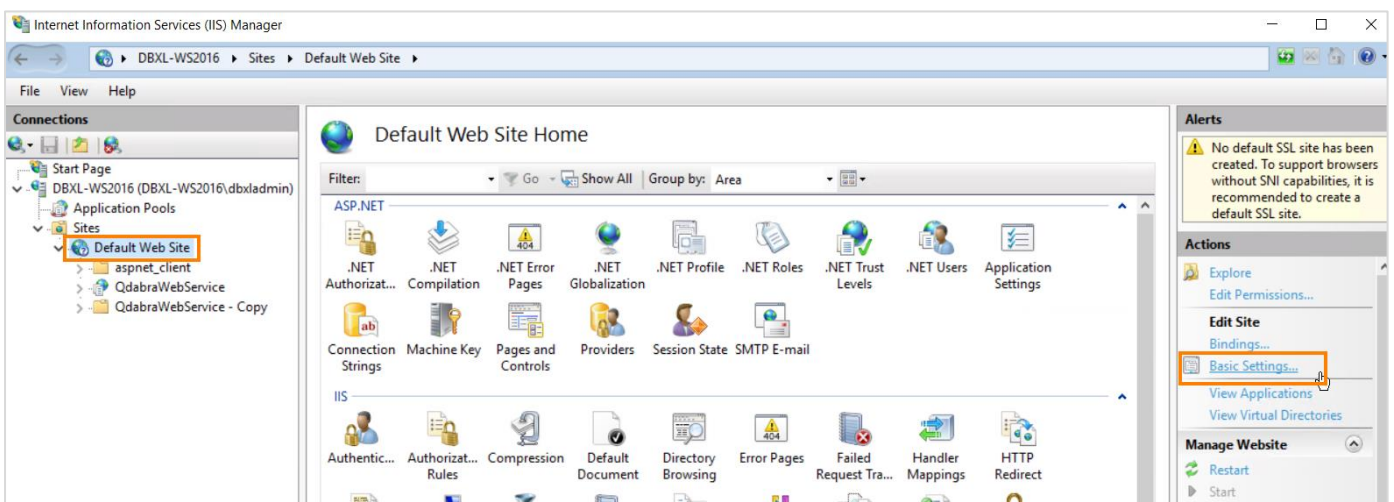 Internet Information Services (IIS) Manager
DBXL-WS2016 Sites Default Web Site
File View Help
Connections
Start Page
DBXL-WS2016 (DBXL-WS2016\dbxladmin)
Application Pools
Sites
Default Web Site
aspnet_client
QdabraWebService
QdabraWebService - Copy
Default Web Site Home
Filter: Go Show All Group by: Area
ASP.NET
.NET Authorizat...
.NET Compilation
404
.NET Error Pages
.NET Globalization
.NET Profile
.NET Roles
.NET Trust Levels
.NET Users
Application Settings
ab
Connection Strings
Machine Key
Pages and Controls
Providers
Session State
SMTP E-mail
IIS
Authentic...
Authorizat... Rules
Compression
Default Document
Directory Browsing
404
Error Pages
Failed Request Tra...
Handler Mappings
HTTP Redirect
Alerts
No default SSL site has been
created. To support browsers
without SNI capabilities, it is
recommended to create a
default SSL site.
Actions
Explore
Edit Permissions...
Edit Site
Bindings...
Basic Settings...
View Applications
View Virtual Directories
Manage Website
Restart
Start